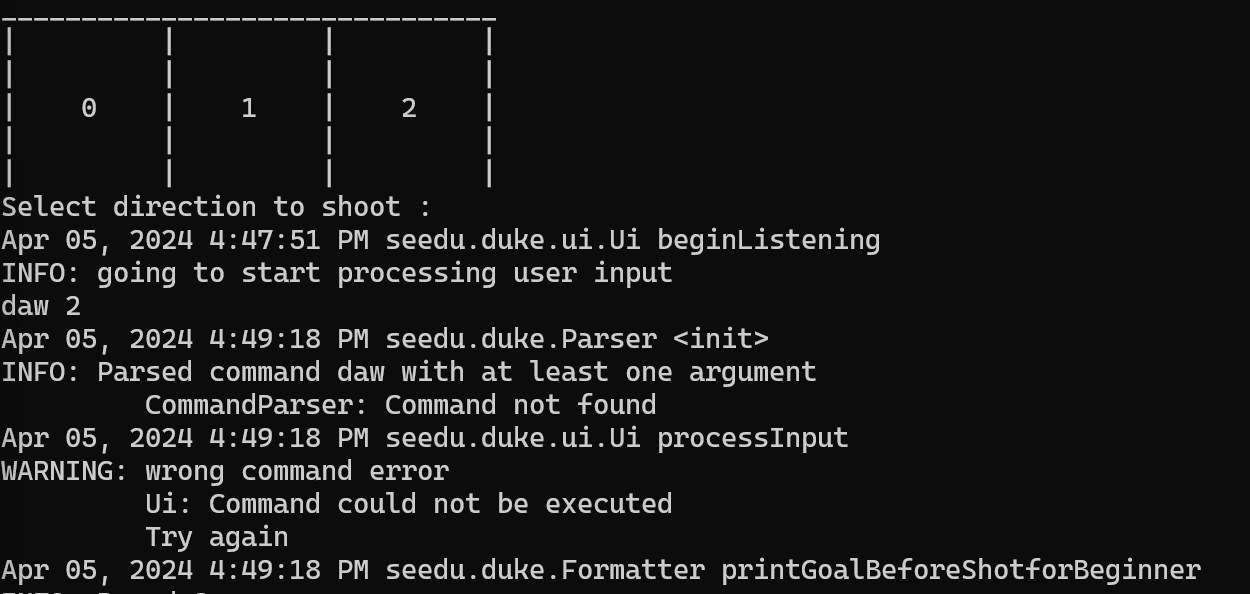 0 1 2
Select direction to shoot :
Apr 05, 2024 4:47:51 PM seedu.duke.ui.Ui beginListening
INFO: going to start processing user input
daw 2
Apr 05, 2024 4:49:18 PM seedu.duke.Parser <init>
INFO: Parsed command daw with at least one argument
CommandParser: Command not found
Apr 05, 2024 4:49:18 PM seedu.duke.ui.Ui processInput
WARNING: wrong command error
Ui: Command could not be executed
Try again
Apr 05, 2024 4:49:18 PM seedu.duke.Formatter printGoalBeforeShotforBeginner